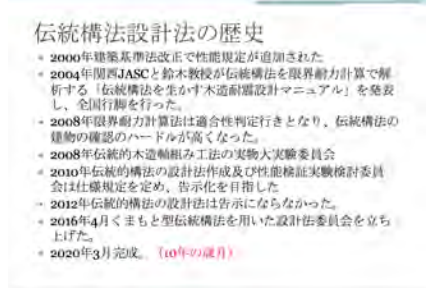 伝統構法設計法の歴史
• 2000年建築基準法改正で性能規定が追加された
• 2004年関西JASCと鈴木教授が伝統構法を限界耐力計算で解
析する「伝統構法を生かす木造耐震設計マニュアル」を発表
し、全国行脚を行った。
• 2008年限界耐力計算法は適合性判定行きとなり、伝統構法の
建物の確認のハードルが高くなった。
• 2008年伝統的木造軸組み工法の実物大実験委員会
• 2010年伝統的構法の設計法作成及び性能検証実験検討委員
会は仕様規定を定め、告示化を目指した
• 2012年伝統的構法の設計法は告示にならなかった。
• 2016年4月くまもと型伝統構法を用いた設計法委員会を立ち
上げた。
• 2020年3月完成。（10年の歳月）